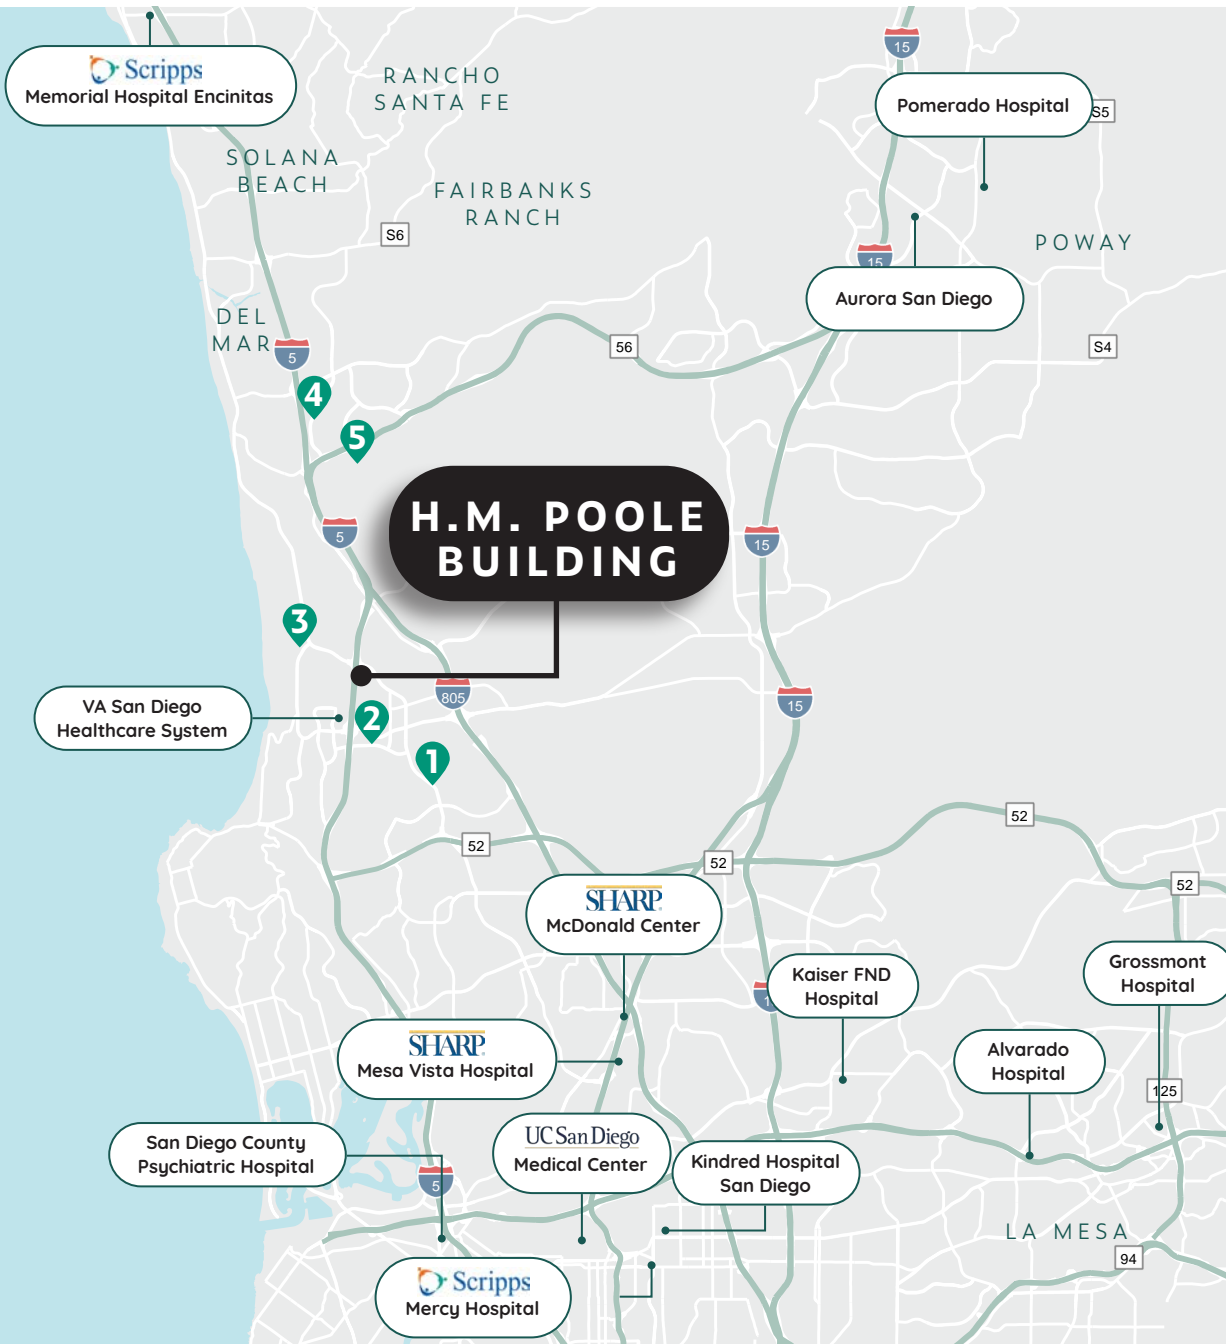 15
Scripps
Memorial Hospital Encinitas
RANCHO
SANTA FE
Pomerado Hospital
S5
SOLANA
BEACH
FAIRBANKS
RANCH
S6
POWAY
15
Aurora San Diego
DEL
MAR
5
56
S4
4
5
H.M. POOLE
BUILDING
5
15
3
805
15
VA San Diego
Healthcare System
2
1
52
52
52
52
SHARP
McDonald Center
Kaiser FND
Hospital
Grossmont
Hospital
SHARP
Mesa Vista Hospital
Alvarado
Hospital
125
San Diego County
Psychiatric Hospital
UC San Diego
Medical Center
Kindred Hospital
San Diego
5
LA MESA
94
Scripps
Mercy Hospital